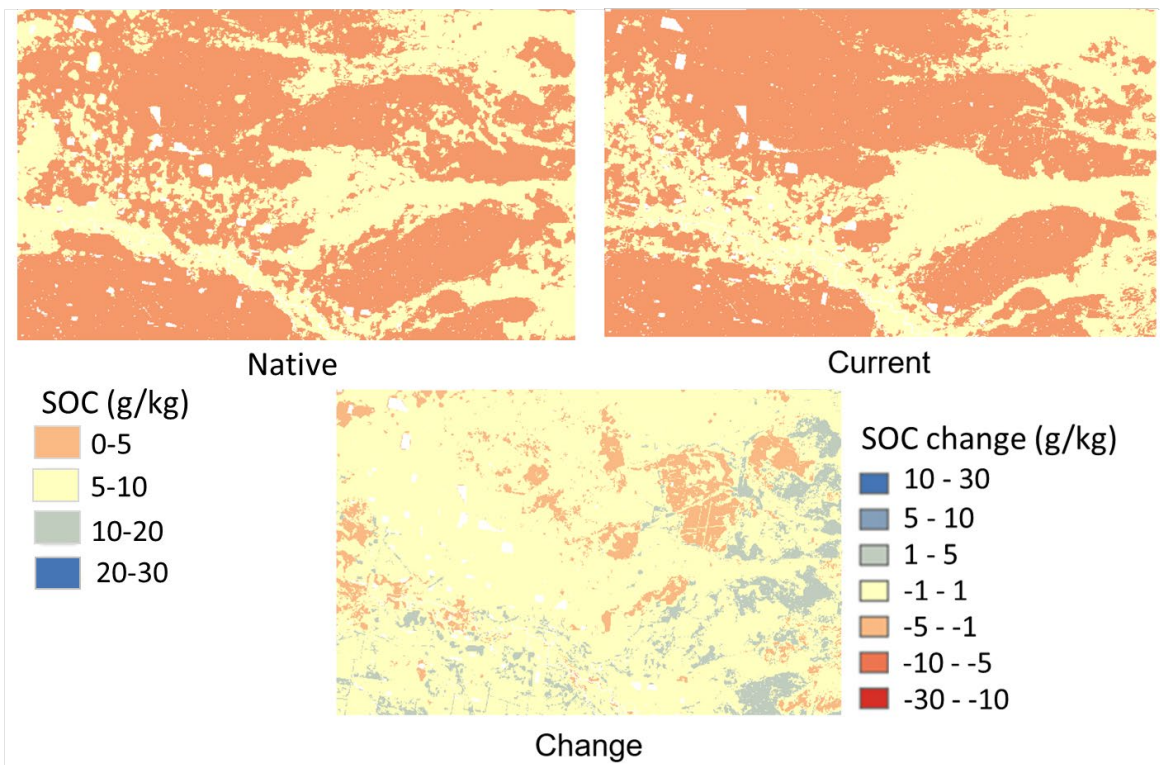 Native
Current
SOC (g/kg)
0-5
5-10
10-20
20-30
SOC change (g/kg)
10 - 30
5 - 10
1 - 5
-1 - 1
-5 - -1
-10 - -5
-30 - -10
Change